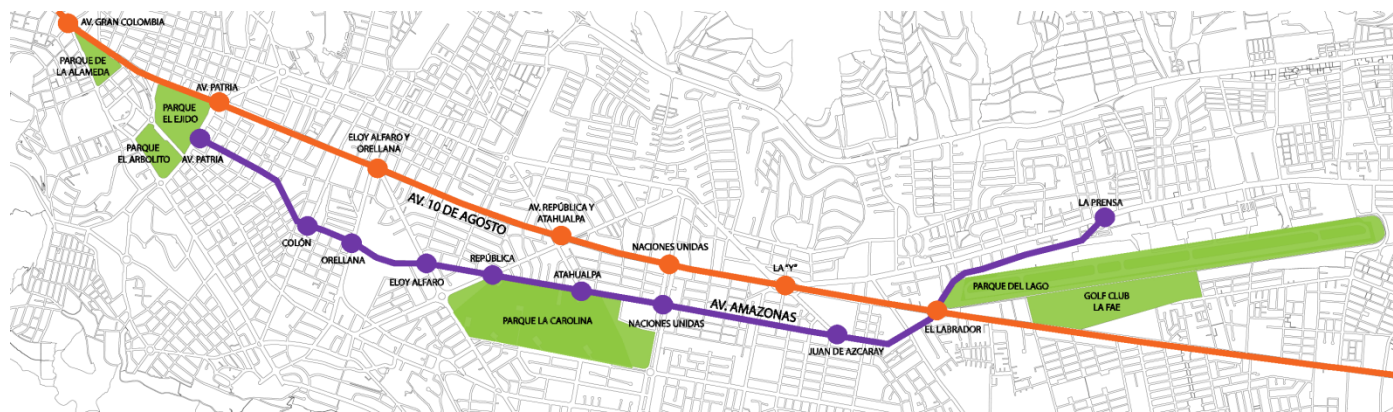 AV. GRAN COLOMBIA
PARQUE DE
LA ALAMEDA
AV. PATRIA
PARQUE
EL EJIDO
PARQUE
EL ARBOLITO
AV. PATRIA
ELOY ALFARO Y
ORELLANA
AV. 10 DE AGOSTO
COLÓN
ORELLANA
ELOY ALFARO
REPÚBLICA
AV. REPÚBLICA Y
ATAHUALPA
ATAHUALPA
PARQUE LA CAROLINA
NACIONES UNIDAS
NACIONES UNIDAS
AV. AMAZONAS
LA "Y"
JUAN DE AZCARAY
EL LABRADOR
LA PRENSA
PARQUE DEL LAGO
GOLF CLUB
LA FAE